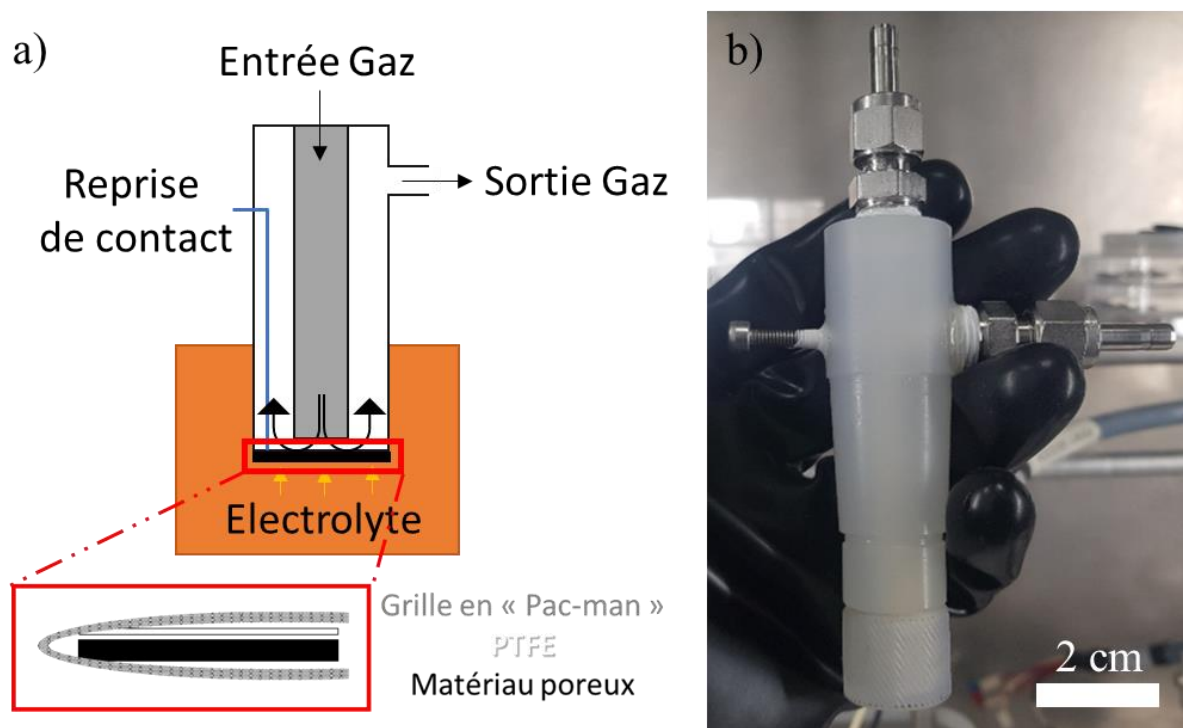 a)
Entrée Gaz
Reprise
de contact
Sortie Gaz
Electrolyte
Grille en « Pac-man »
PTFE
Matériau poreux
b)
2 cm